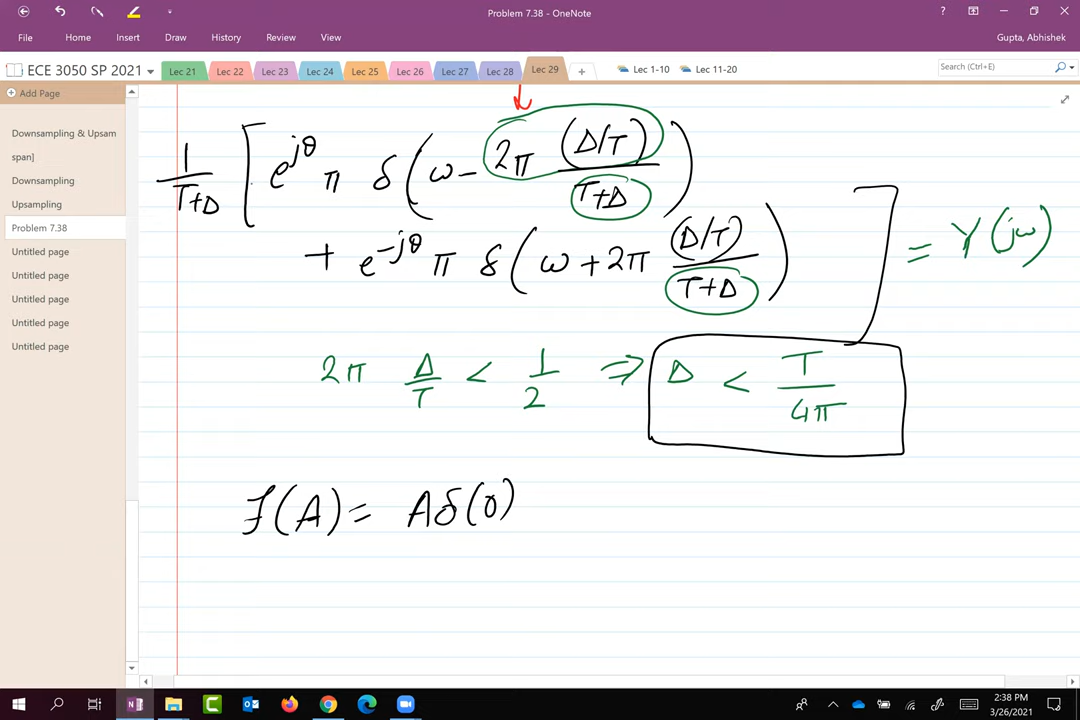 Problem 7.38 - OneNote
Gupta, Abhishek
File Home Insert Draw History Review View
ECE 3050 SP 2021
Lec 21 Lec 22 Lec 23 Lec 24 Lec 25 Lec 26 Lec 27 Lec 28 Lec 29 + Lec 1-10 Lec 11-20 Search (Ctrl+E)
Add Page
Downsampling & Upsam
span]
Downsampling
Upsampling
Problem 7.38
Untitled page
Untitled page
Untitled page
Untitled page
Untitled page
1/(T+Δ) [ e^{jθ} π δ(ω - 2π (Δ/T)/(T+Δ))
+ e^{-jθ} π δ(ω + 2π (Δ/T)/(T+Δ)) ] = Y(jω)
2π Δ/T < 1/2 ⇒ Δ < T/4π
F(A) = Aδ(0)
2:38 PM
3/26/2021